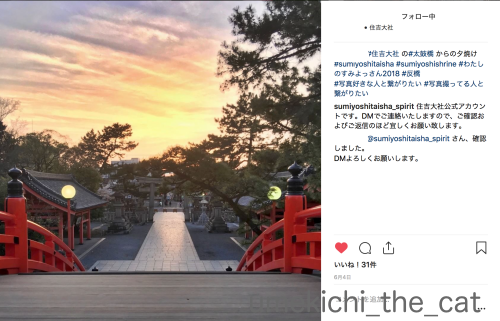 フォロー中
住吉大社
住吉大社 の#太鼓橋 からの夕焼け
#sumiyoshitaisha #sumiyoshishrine #わたし
のすみよっさん2018 #反橋
#写真好きな人と繋がりたい #写真撮ってる人と
繋がりたい
sumiyoshitaisha_spirit 住吉大社公式アカウン
トです。DMでご連絡いたしますので、ご確認お
よびご返信のほど宜しくお願い致します。
@sumiyoshitaisha_spirit さん、確認
しました。
DMよろしくお願いします。
いいね！31件
6月4日
ichi_the_cat